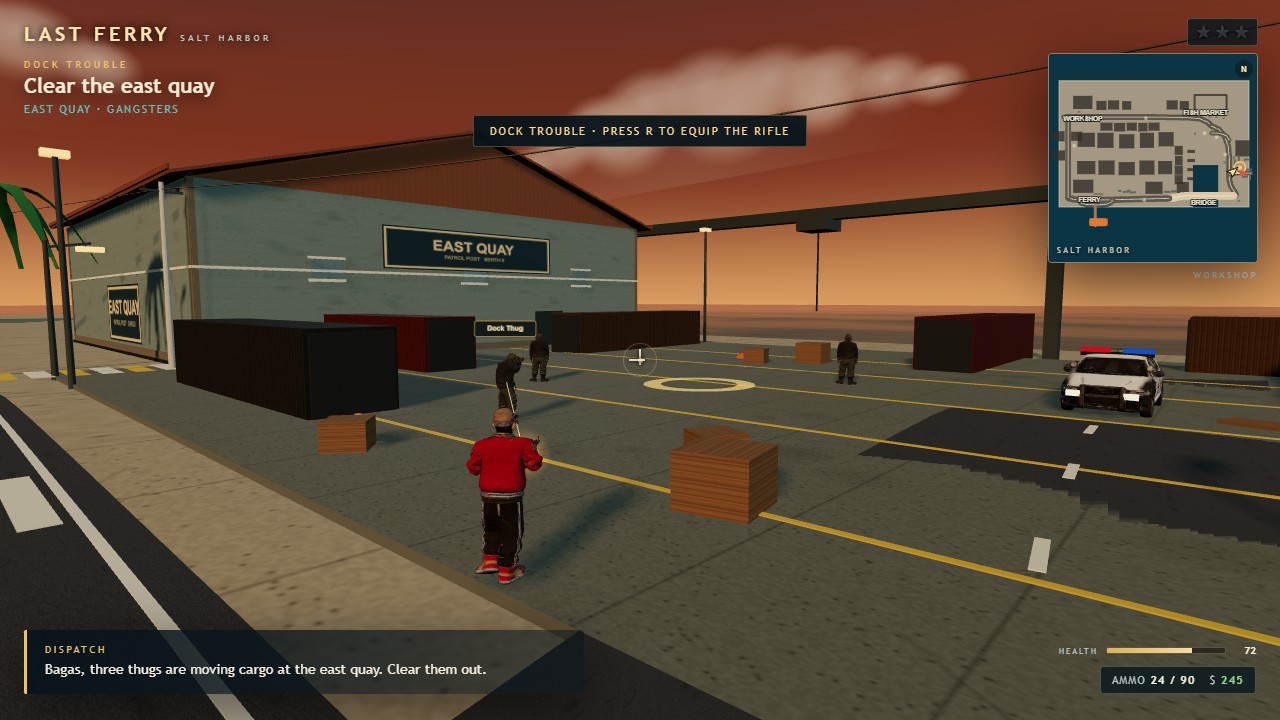 LAST FERRY SALT HARBOR
DOCK TROUBLE
Clear the east quay
EAST QUAY · GANGSTERS
DOCK TROUBLE · PRESS R TO EQUIP THE RIFLE
N
WORKSHOP
FISH MARKET
FERRY
BRIDGE
SALT HARBOR
WORKSHOP
EAST QUAY
EAST QUAY
Dock Thug
DISPATCH
Bagas, three thugs are moving cargo at the east quay. Clear them out.
HEALTH 72
AMMO 24 / 90 $ 245